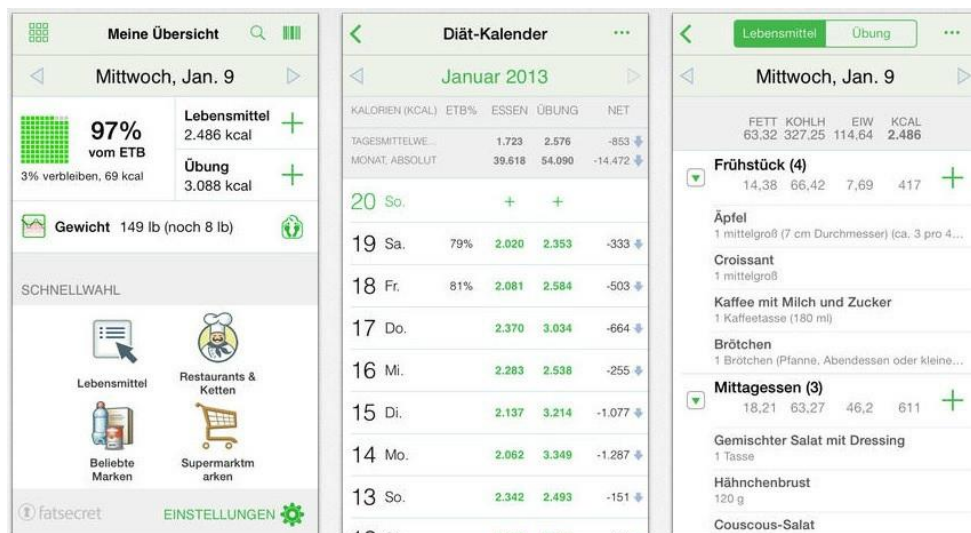 Meine Übersicht
Mittwoch, Jan. 9
97%
vom ETB
3% verbleiben, 69 kcal
Lebensmittel
2.486 kcal
Übung
3.088 kcal
Gewicht 149 lb (noch 8 lb)
SCHNELLWAHL
Lebensmittel
Restaurants &
Ketten
Beliebte
Marken
Supermarktm
arken
fatsecret
EINSTELLUNGEN
Diät-Kalender
Januar 2013
KALORIEN (KCAL) ETB% ESSEN ÜBUNG NET
TAGESMITTELWE... 1.723 2.576 -853
MONAT, ABSOLUT 39.618 54.090 -14.472
20 So. + +
19 Sa. 79% 2.020 2.353 -333
18 Fr. 81% 2.081 2.584 -503
17 Do. 2.370 3.034 -664
16 Mi. 2.283 2.538 -255
15 Di. 2.137 3.214 -1.077
14 Mo. 2.062 3.349 -1.287
13 So. 2.342 2.493 -151
Lebensmittel Übung
Mittwoch, Jan. 9
FETT KOHLH EIW KCAL
63,32 327,25 114,64 2.486
Frühstück (4)
14,38 66,42 7,69 417
Äpfel
1 mittelgroß (7 cm Durchmesser) (ca. 3 pro 4...
Croissant
1 mittelgroß
Kaffee mit Milch und Zucker
1 Kaffeetasse (180 ml)
Brötchen
1 Brötchen (Pfanne, Abendessen oder kleine...
Mittagessen (3)
18,21 63,27 46,2 611
Gemischter Salat mit Dressing
1 Tasse
Hähnchenbrust
120 g
Couscous-Salat